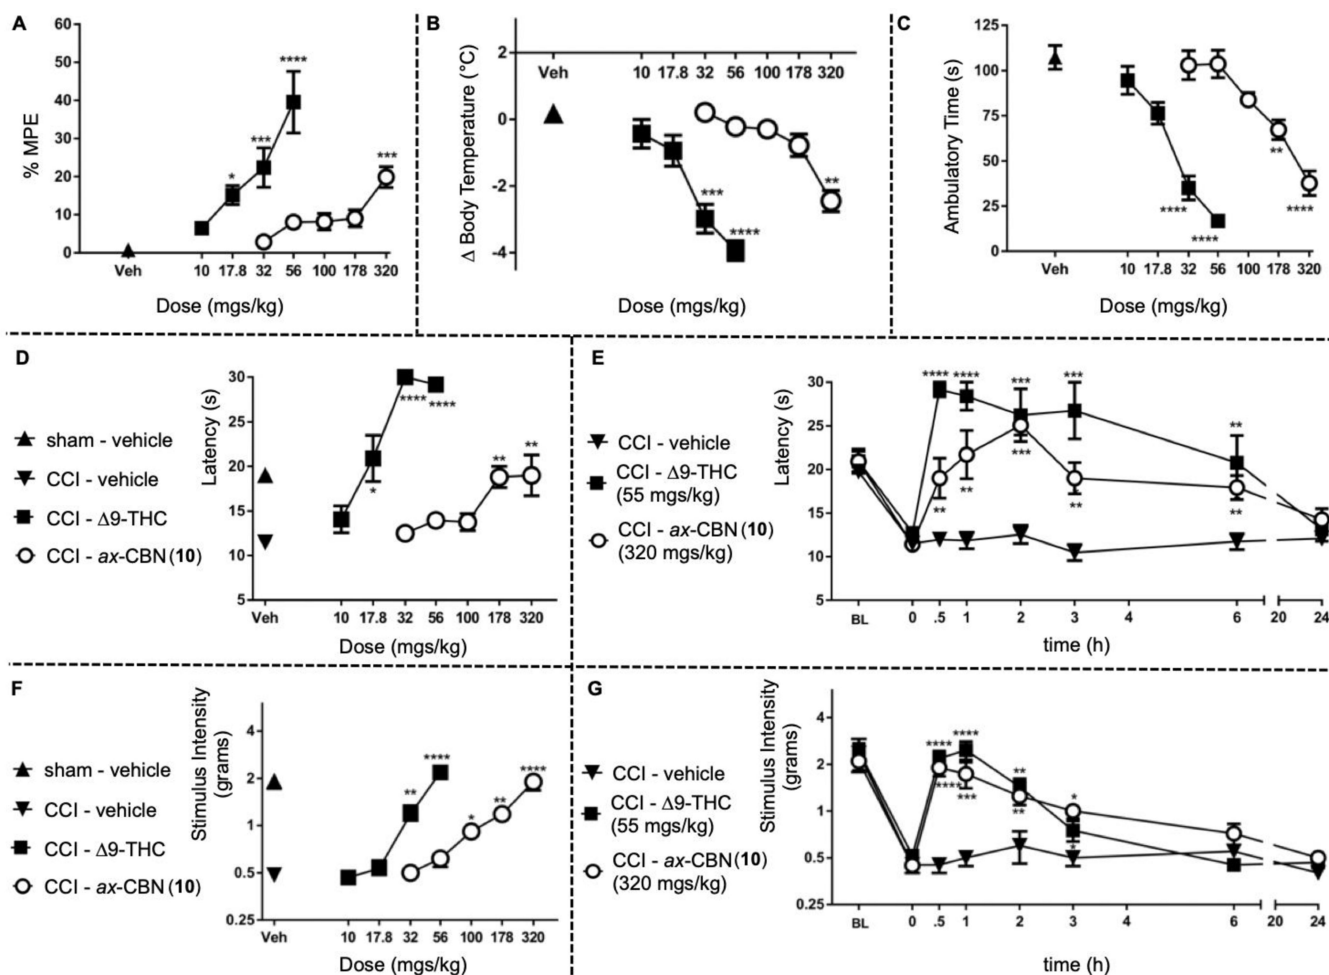 A
% MPE
60
50
40
30
20
10
0
****
***
*
***
Veh
10 17.8 32 56 100 178 320
Dose (mgs/kg)
B
Δ Body Temperature (°C)
2
0
-2
-4
Veh
10 17.8 32 56 100 178 320
***
****
**
Dose (mgs/kg)
C
Ambulatory Time (s)
125
100
75
50
25
0
**
****
****
****
Veh
10 17.8 32 56 100 178 320
Dose (mgs/kg)
D
sham - vehicle
CCI - vehicle
CCI - Δ9-THC
CCI - ax-CBN (10)
Latency (s)
30
25
20
15
10
5
****
****
*
**
**
Veh
10 17.8 32 56 100 178 320
Dose (mgs/kg)
E
CCI - vehicle
CCI - Δ9-THC
(55 mgs/kg)
CCI - ax-CBN (10)
(320 mgs/kg)
Latency (s)
30
25
20
15
10
5
**** **** *** ***
**
**
**
***
**
**
BL 0 .5 1 2 3 4 6 20 24
time (h)
F
sham - vehicle
CCI - vehicle
CCI - Δ9-THC
CCI - ax-CBN (10)
Stimulus Intensity
(grams)
4
2
1
0.5
0.25
**
****
*
**
****
Veh
10 17.8 32 56 100 178 320
Dose (mgs/kg)
G
CCI - vehicle
CCI - Δ9-THC
(55 mgs/kg)
CCI - ax-CBN (10)
(320 mgs/kg)
Stimulus Intensity
(grams)
4
2
1
0.5
0.25
****
****
**
****
***
**
*
*
BL 0 .5 1 2 3 4 6 20 24
time (h)